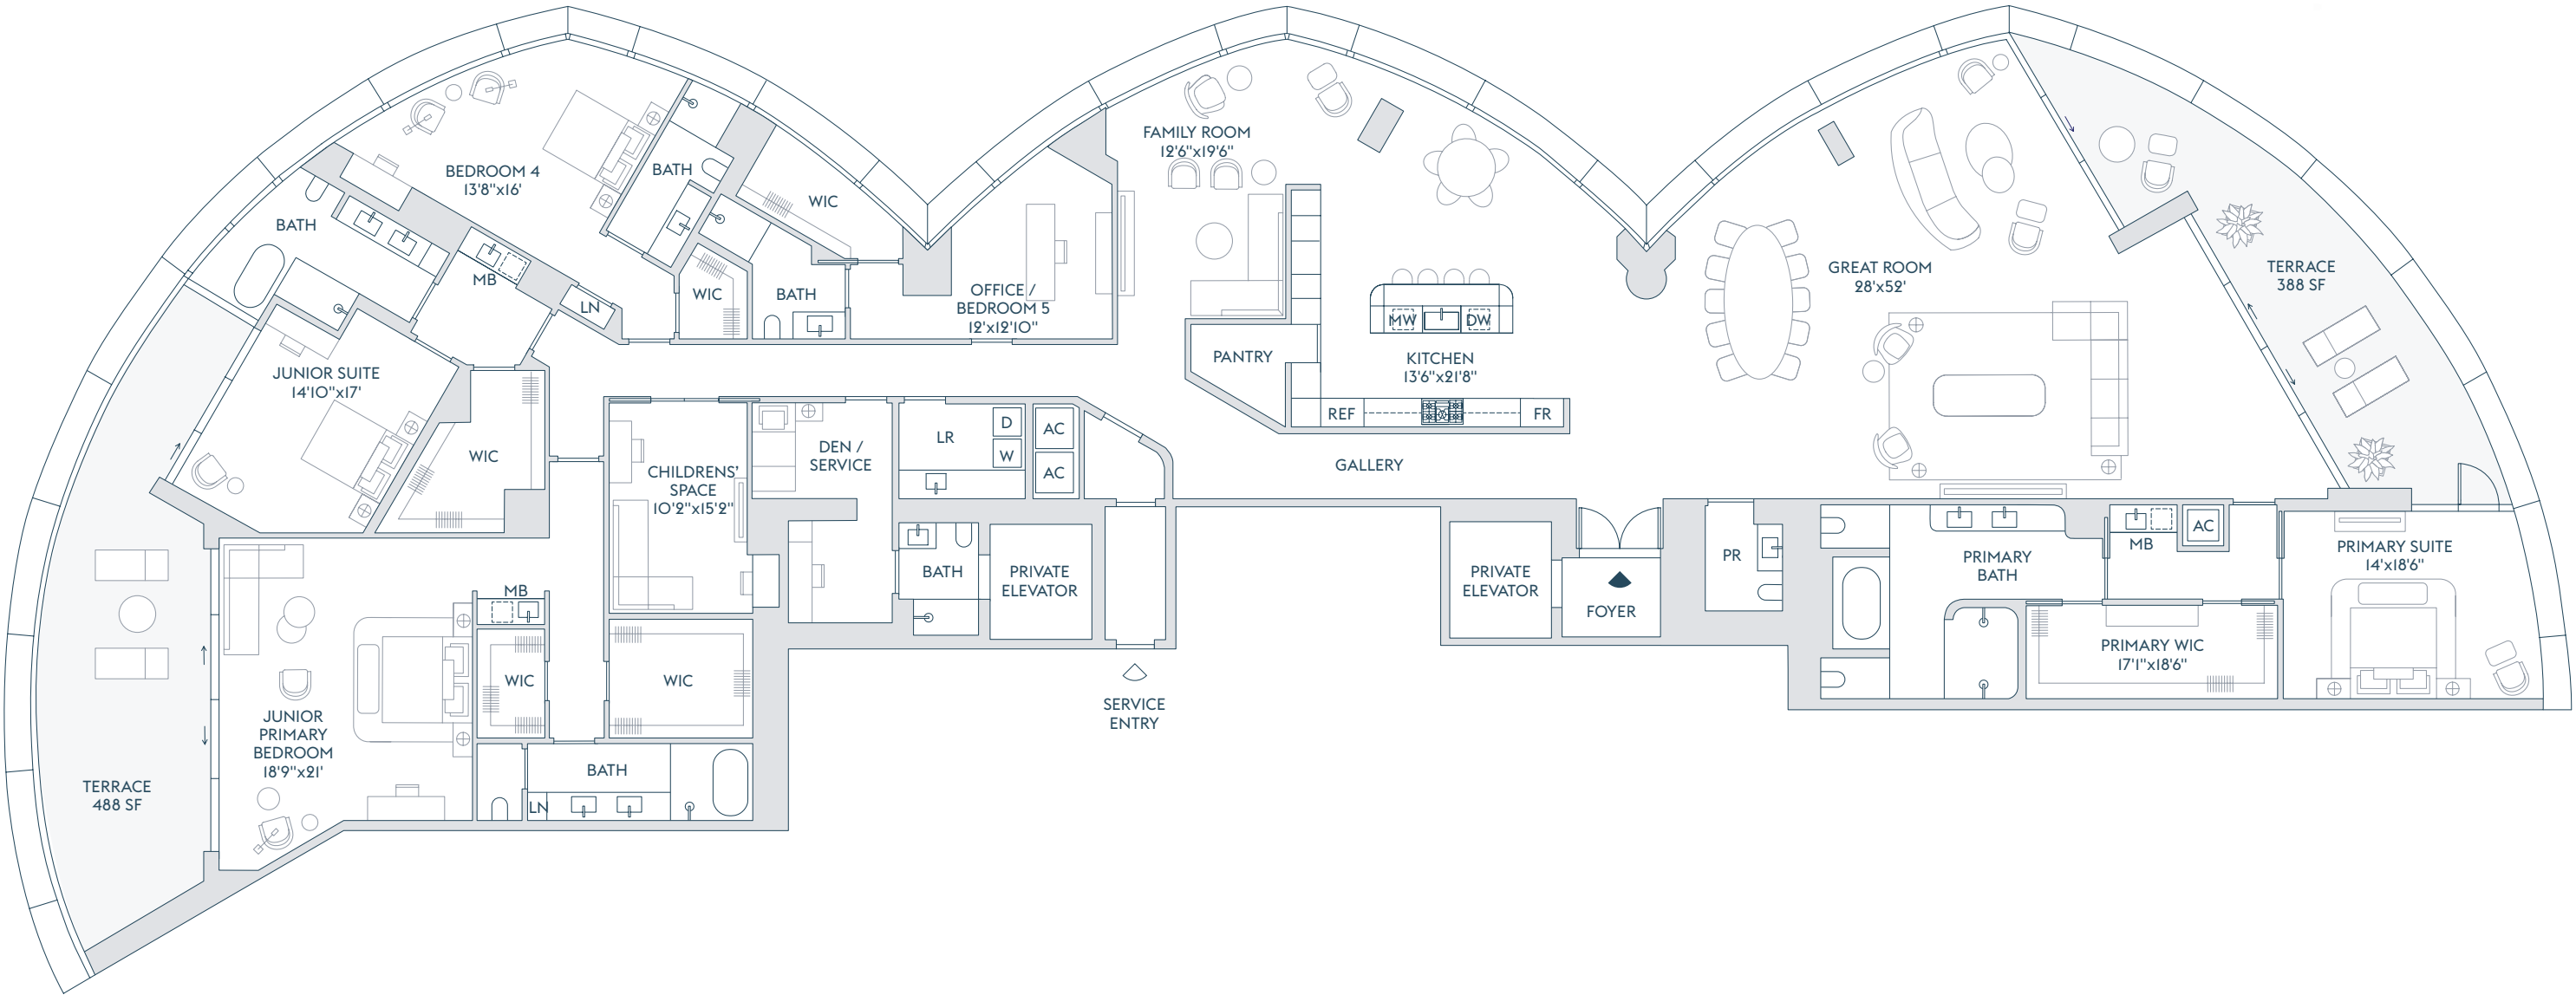 BEDROOM 4
13'8"x16'
BATH
WIC
BATH
MB
LN
WIC
BATH
OFFICE /
BEDROOM 5
12'x12'10"
FAMILY ROOM
12'6"x19'6"
PANTRY
MW
DW
KITCHEN
13'6"x21'8"
REF
FR
GALLERY
GREAT ROOM
28'x52'
TERRACE
388 SF
JUNIOR SUITE
14'10"x17'
WIC
CHILDRENS'
SPACE
10'2"x15'2"
DEN /
SERVICE
LR
D
W
AC
AC
BATH
PRIVATE
ELEVATOR
SERVICE
ENTRY
PRIVATE
ELEVATOR
FOYER
PR
PRIMARY
BATH
MB
AC
PRIMARY SUITE
14'x18'6"
PRIMARY WIC
17'1"x18'6"
MB
WIC
WIC
JUNIOR
PRIMARY
BEDROOM
18'9"x21'
BATH
LN
TERRACE
488 SF